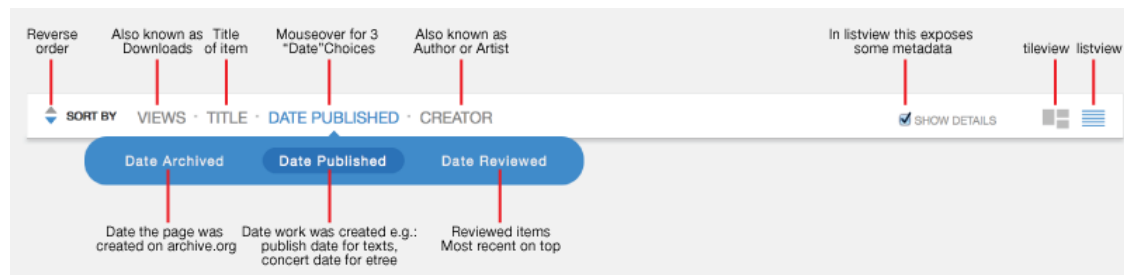 Reverse
order
Also known as
Downloads
Title
of item
Mouseover for 3
“Date”Choices
Also known as
Author or Artist
In listview this exposes
some metadata
tileview
listview
SORT BY VIEWS · TITLE · DATE PUBLISHED · CREATOR
SHOW DETAILS
Date Archived Date Published Date Reviewed
Date the page was
created on archive.org
Date work was created e.g.:
publish date for texts,
concert date for etree
Reviewed items
Most recent on top